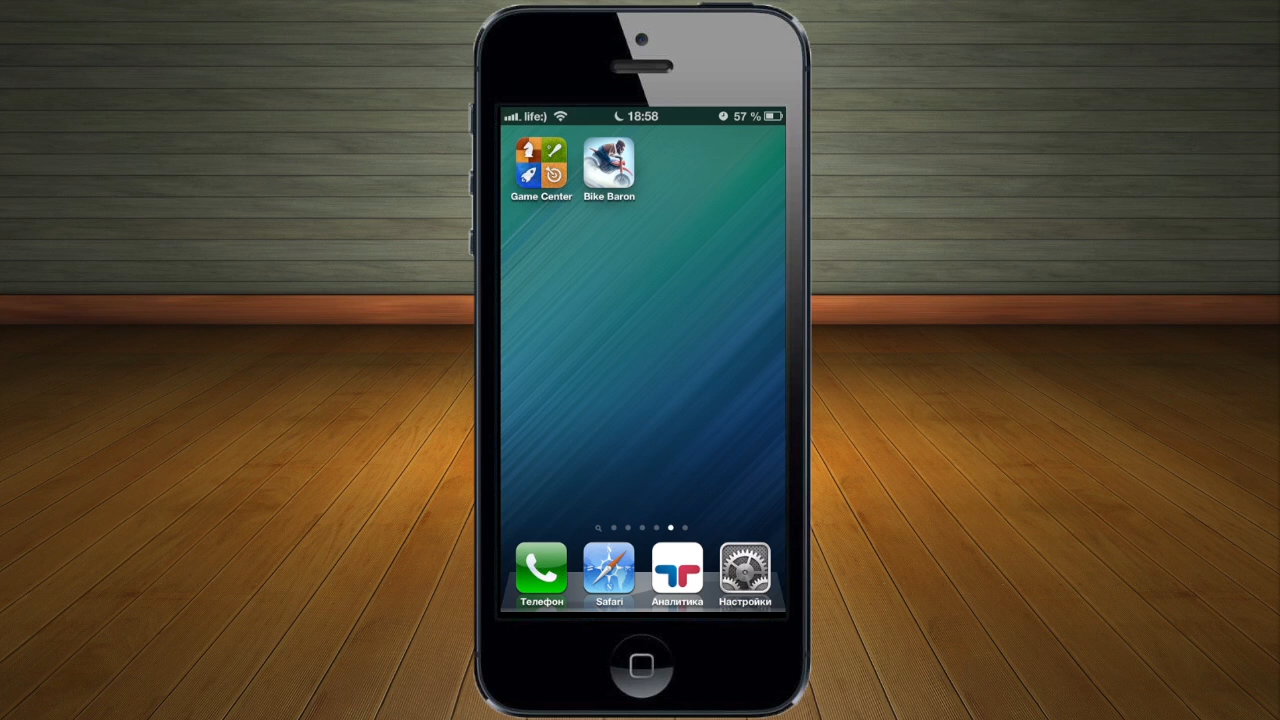 life:) 18:58 57 %
Game Center Bike Baron
Телефон Safari Аналитика Настройки